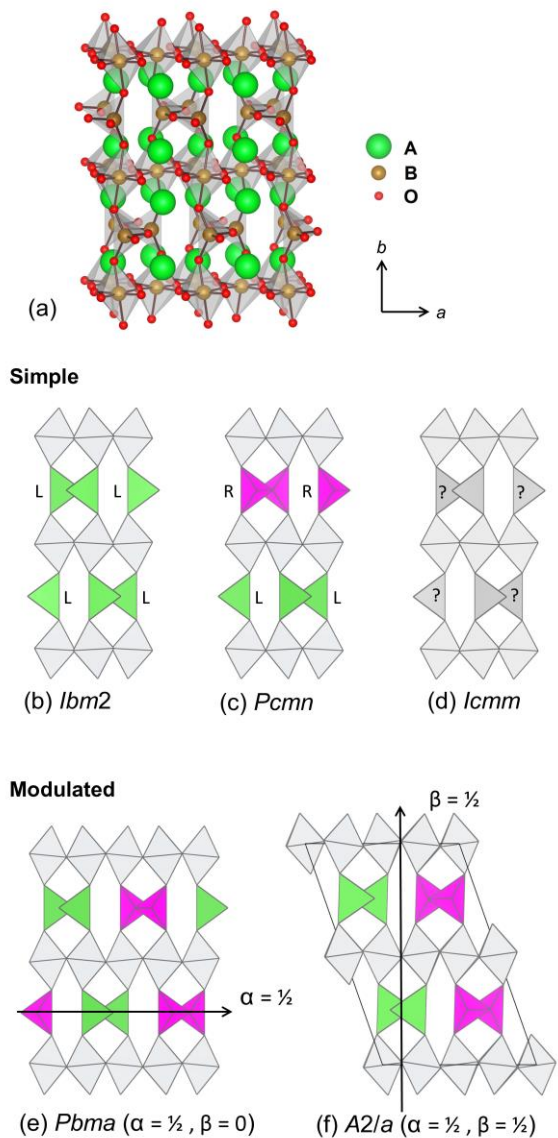 A
B
O
b
a
(a)
Simple
L L
R R
? ?
L L
L L
? ?
(b) Ibm2 (c) Pcmn (d) Icmm
Modulated
β = ½
α = ½
(e) Pbma (α = ½ , β = 0) (f) A2/a (α = ½ , β = ½)